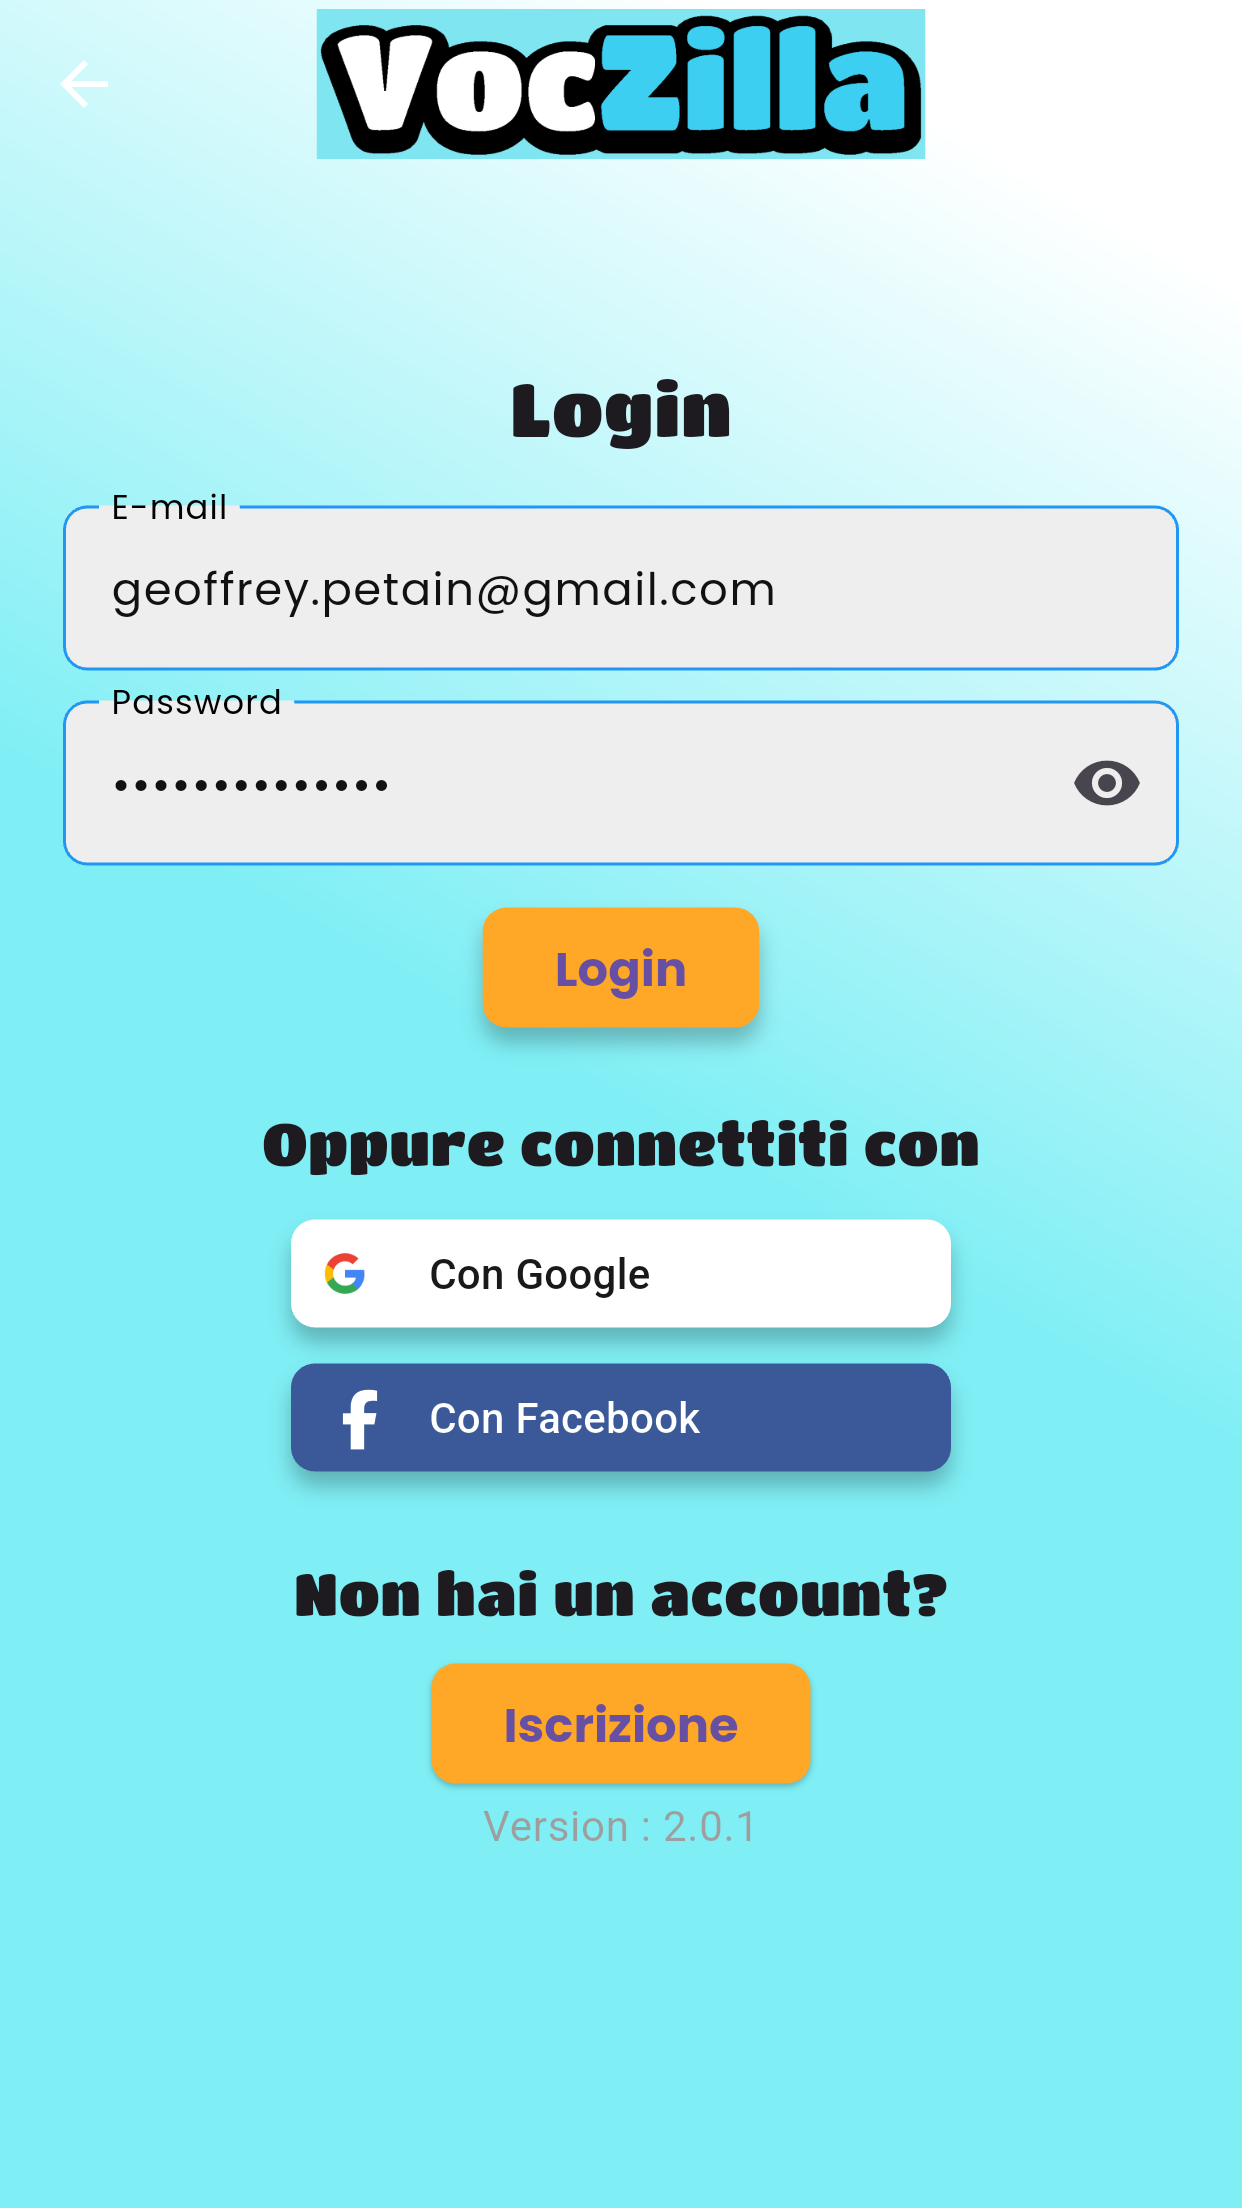 VocZilla
Login
E-mail
geoffrey.petain@gmail.com
Password
••••••••••••••
Login
Oppure connettiti con
Con Google
Con Facebook
Non hai un account?
Iscrizione
Version : 2.0.1